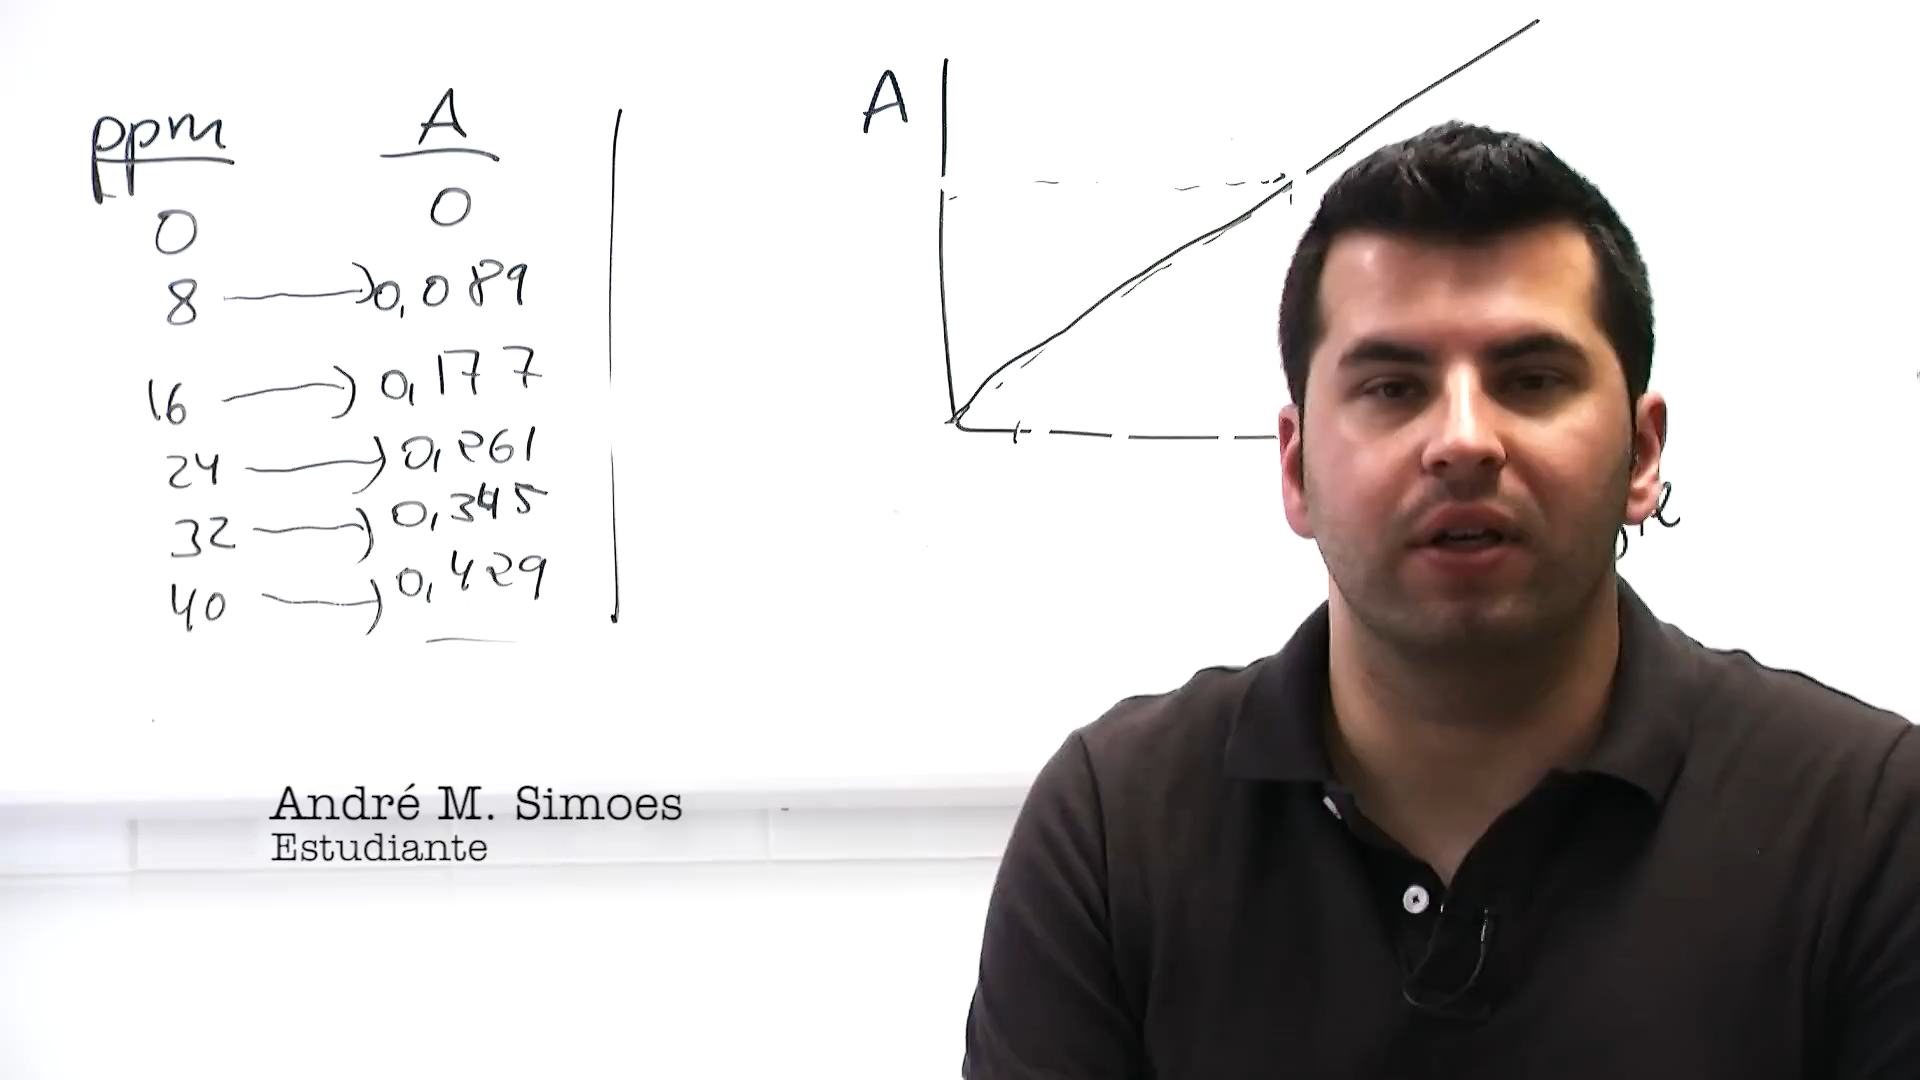 ppm A
0 0
8 → 0,089
16 → 0,177
24 → 0,261
32 → 0,345
40 → 0,429
A
André M. Simoes
Estudiante